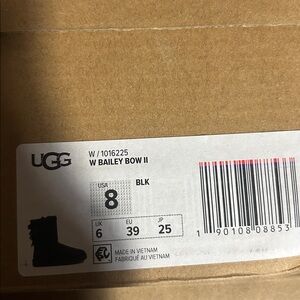 UGG
W / 1016225
W BAILEY BOW II
USA
8
BLK
UK
6
EU
39
JP
25
1 90108 08853
MADE IN VIETNAM
FABRIQUÉ AU VIETNAM